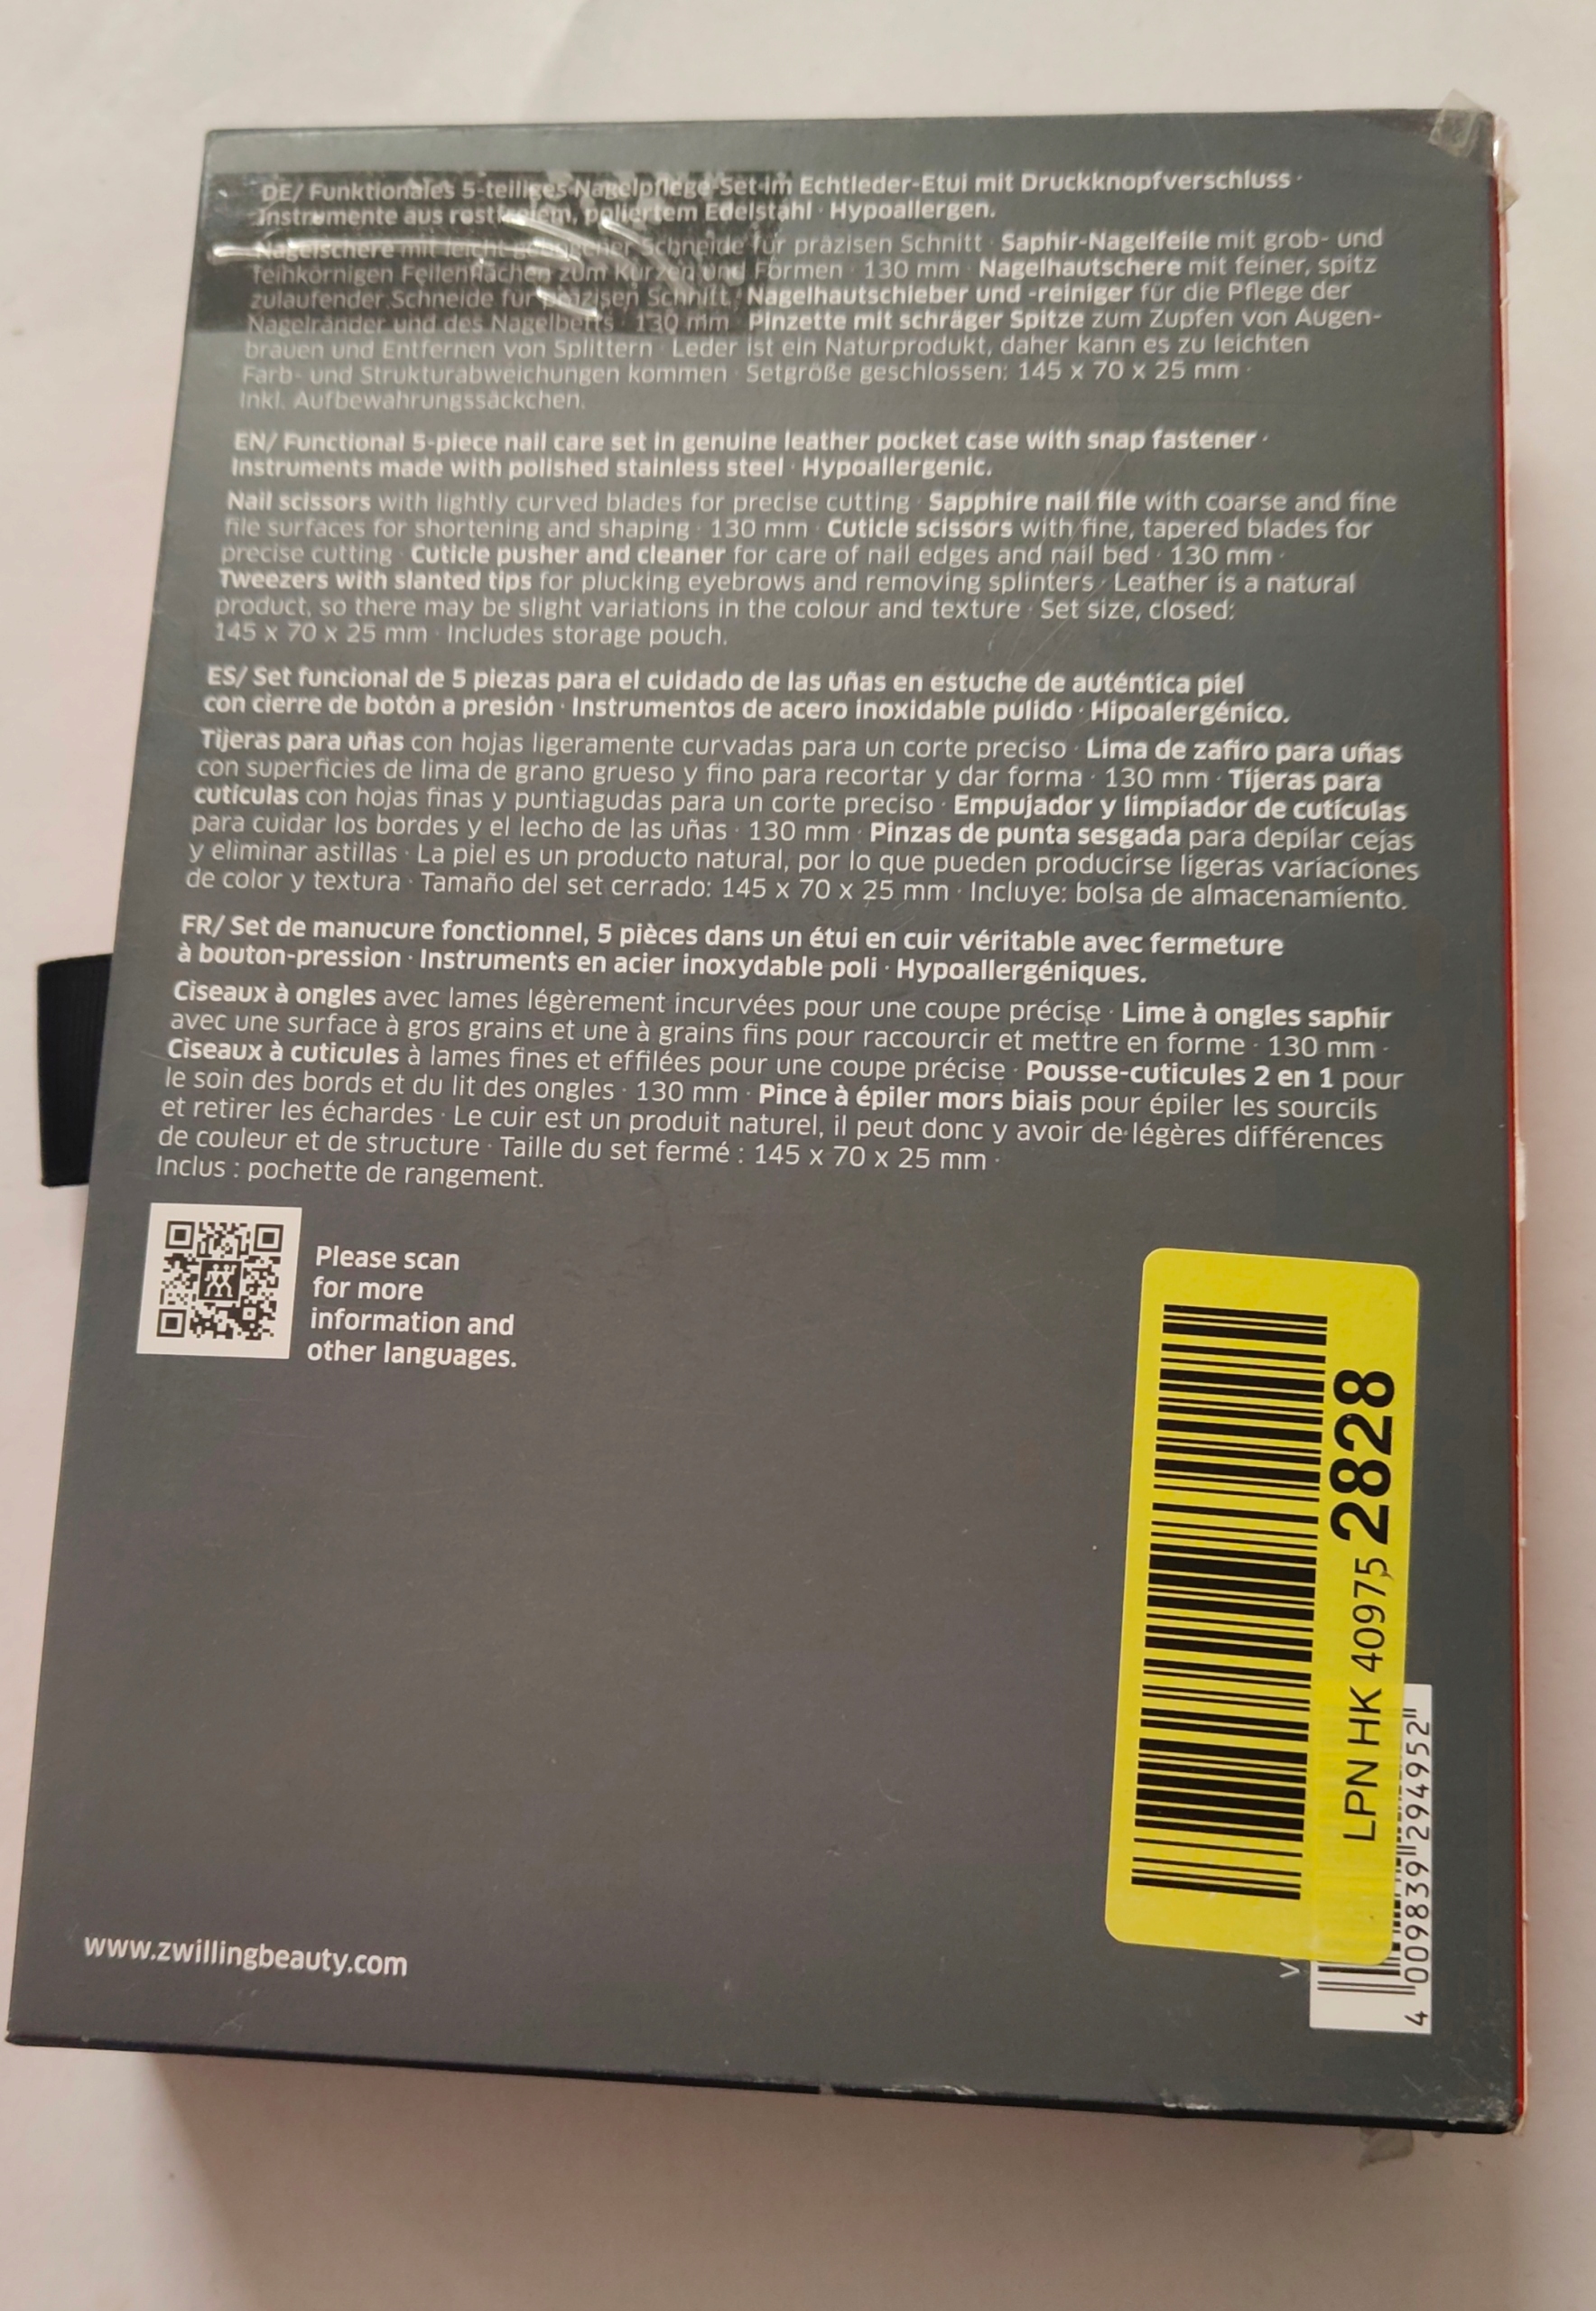 DE/ Funktionales 5-teiliges Nagelpflege-Set im Echtleder-Etui mit Druckknopfverschluss ·
Instrumente aus rostfreiem, poliertem Edelstahl · Hypoallergen.
Nagelschere mit leicht gebogener Schneide für präzisen Schnitt · Saphir-Nagelfeile mit grob- und
feinkörnigen Feilenflächen zum Kürzen und Formen · 130 mm · Nagelhautschere mit feiner, spitz
zulaufender Schneide für präzisen Schnitt · Nagelhautschieber und -reiniger für die Pflege der
Nagelränder und des Nagelbetts · 130 mm · Pinzette mit schräger Spitze zum Zupfen von Augen-
brauen und Entfernen von Splittern · Leder ist ein Naturprodukt, daher kann es zu leichten
Farb- und Strukturabweichungen kommen · Setgröße geschlossen: 145 x 70 x 25 mm ·
Inkl. Aufbewahrungssäckchen.
EN/ Functional 5-piece nail care set in genuine leather pocket case with snap fastener ·
Instruments made with polished stainless steel · Hypoallergenic.
Nail scissors with lightly curved blades for precise cutting · Sapphire nail file with coarse and fine
file surfaces for shortening and shaping · 130 mm · Cuticle scissors with fine, tapered blades for
precise cutting · Cuticle pusher and cleaner for care of nail edges and nail bed · 130 mm ·
Tweezers with slanted tips for plucking eyebrows and removing splinters · Leather is a natural
product, so there may be slight variations in the colour and texture · Set size, closed:
145 x 70 x 25 mm · Includes storage pouch.
ES/ Set funcional de 5 piezas para el cuidado de las uñas en estuche de auténtica piel
con cierre de botón a presión · Instrumentos de acero inoxidable pulido · Hipoalergénico.
Tijeras para uñas con hojas ligeramente curvadas para un corte preciso · Lima de zafiro para uñas
con superficies de lima de grano grueso y fino para recortar y dar forma · 130 mm · Tijeras para
cutículas con hojas finas y puntiagudas para un corte preciso · Empujador y limpiador de cutículas
para cuidar los bordes y el lecho de las uñas · 130 mm · Pinzas de punta sesgada para depilar cejas
y eliminar astillas · La piel es un producto natural, por lo que pueden producirse ligeras variaciones
de color y textura · Tamaño del set cerrado: 145 x 70 x 25 mm · Incluye: bolsa de almacenamiento.
FR/ Set de manucure fonctionnel, 5 pièces dans un étui en cuir véritable avec fermeture
à bouton-pression · Instruments en acier inoxydable poli · Hypoallergéniques.
Ciseaux à ongles avec lames légèrement incurvées pour une coupe précise · Lime à ongles saphir
avec une surface à gros grains et une à grains fins pour raccourcir et mettre en forme · 130 mm ·
Ciseaux à cuticules à lames fines et effilées pour une coupe précise · Pousse-cuticules 2 en 1 pour
le soin des bords et du lit des ongles · 130 mm · Pince à épiler mors biais pour épiler les sourcils
et retirer les échardes · Le cuir est un produit naturel, il peut donc y avoir de légères différences
de couleur et de structure · Taille du set fermé : 145 x 70 x 25 mm ·
Inclus : pochette de rangement.
Please scan
for more
information and
other languages.
LPN HK 40975 2828
4 009839 294952
www.zwillingbeauty.com